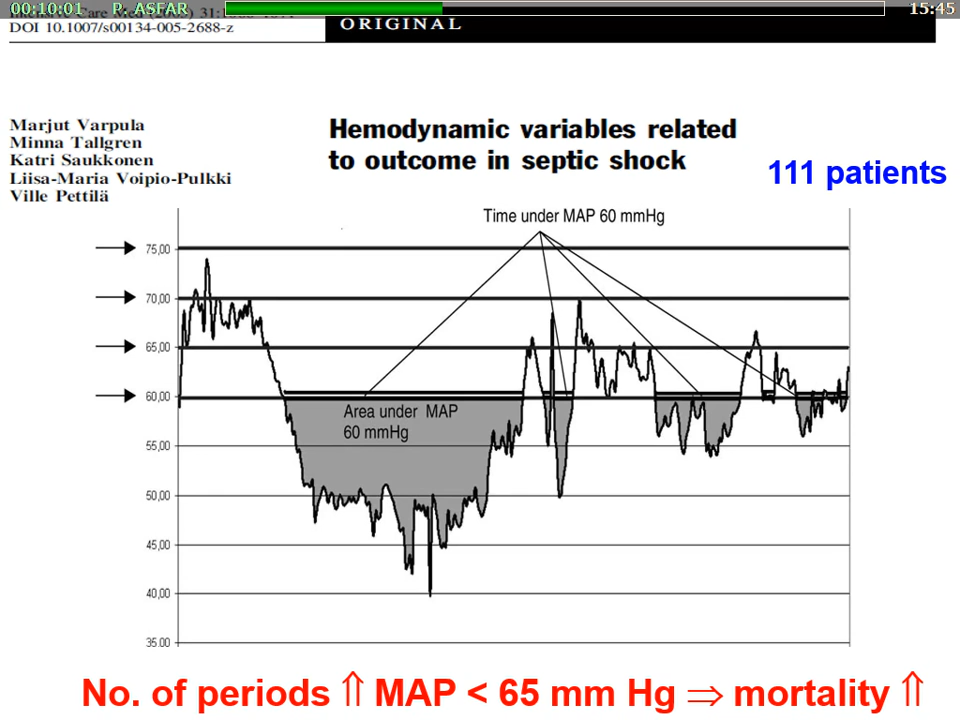 00:10:01 P. ASFAR 15:45
DOI 10.1007/s00134-005-2688-z
ORIGINAL
Marjut Varpula
Minna Tallgren
Katri Saukkonen
Liisa-Maria Voipio-Pulkki
Ville Pettilä
Hemodynamic variables related
to outcome in septic shock
111 patients
Time under MAP 60 mmHg
75,00
70,00
65,00
60,00
Area under MAP
60 mmHg
55,00
50,00
45,00
40,00
35.00
No. of periods ⇑ MAP < 65 mm Hg ⇒ mortality ⇑